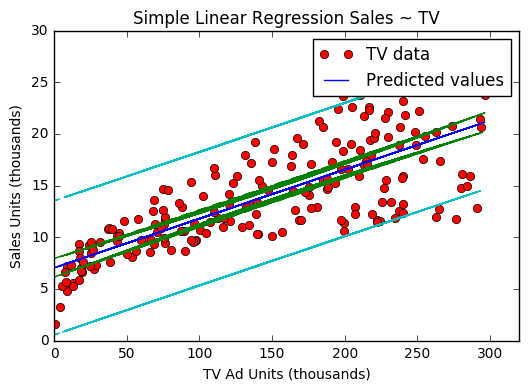 Simple Linear Regression Sales ~ TV
TV data
Predicted values
Sales Units (thousands)
30
25
20
15
10
5
0
0 50 100 150 200 250 300
TV Ad Units (thousands)